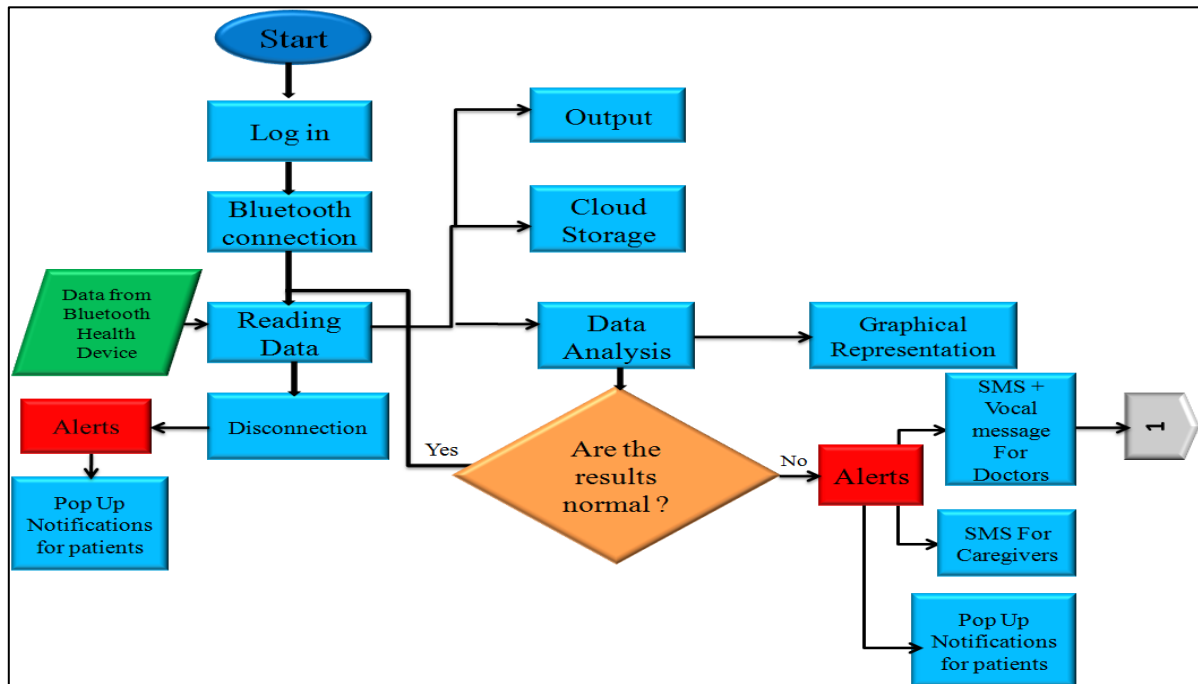 Start
Log in
Bluetooth
connection
Data from
Bluetooth
Health
Device
Reading
Data
Disconnection
Alerts
Pop Up
Notifications
for patients
Output
Cloud
Storage
Data
Analysis
Graphical
Representation
Are the
results
normal ?
Yes
No
Alerts
SMS +
Vocal
message
For
Doctors
1
SMS For
Caregivers
Pop Up
Notifications
for patients